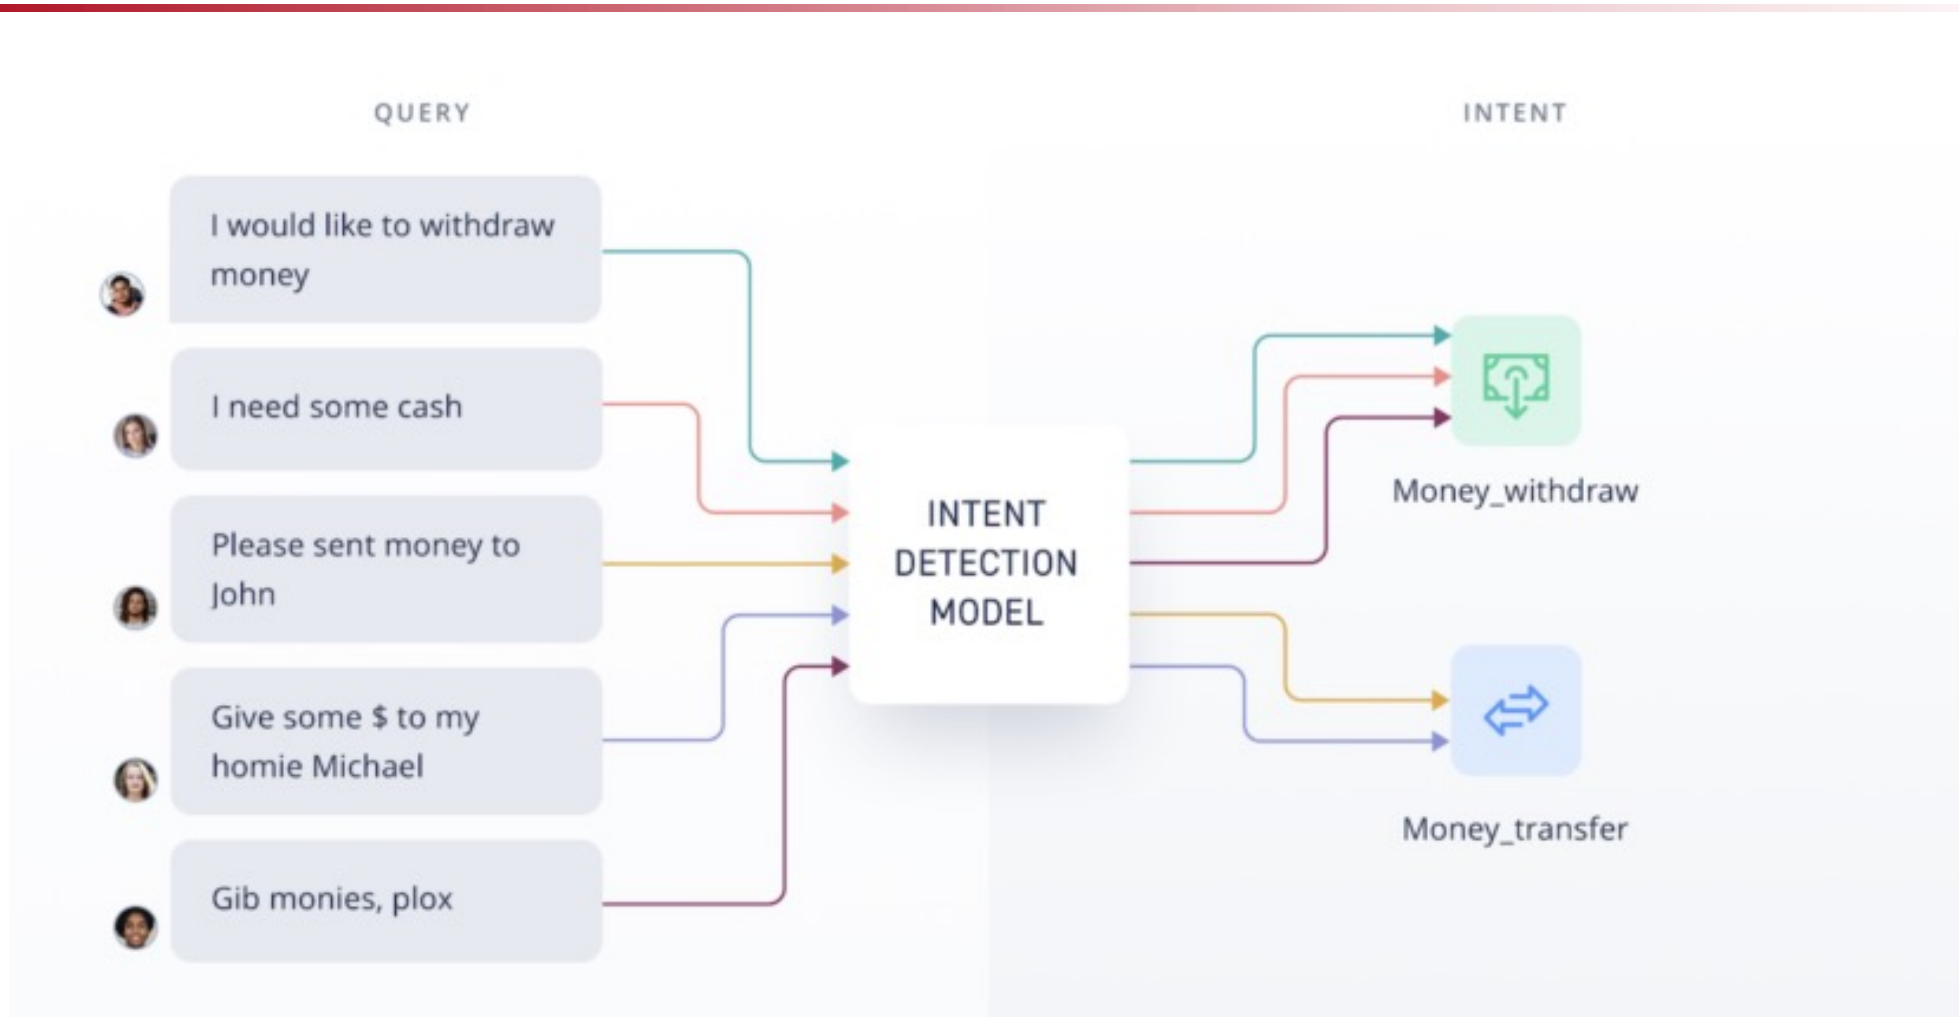 QUERY
INTENT
I would like to withdraw
money
I need some cash
Please sent money to
John
Give some $ to my
homie Michael
Gib monies, plox
INTENT
DETECTION
MODEL
Money_withdraw
Money_transfer